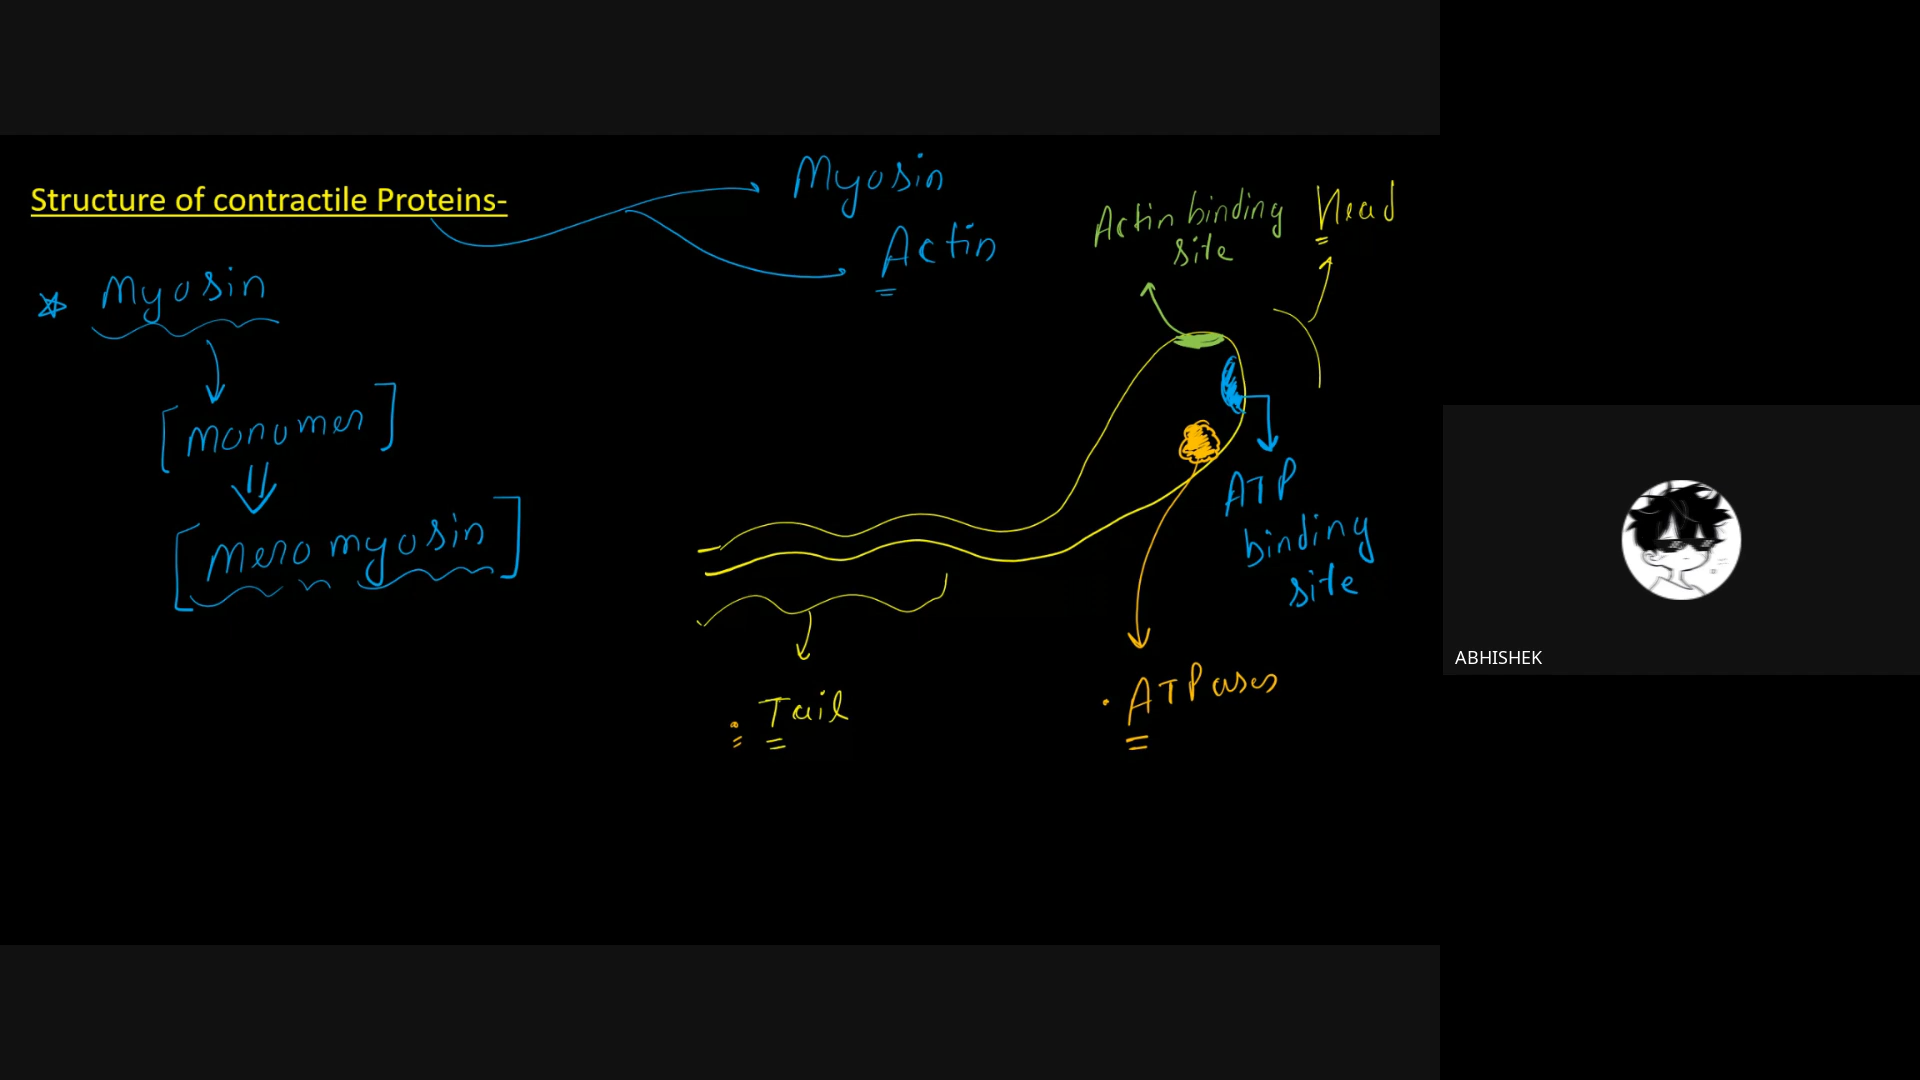 Structure of contractile Proteins-
Myosin
Actin
Myosin
[monomer]
[Mero myosin]
Actin binding
site
Head
ATP
binding
site
Tail
ATPases
ABHISHEK